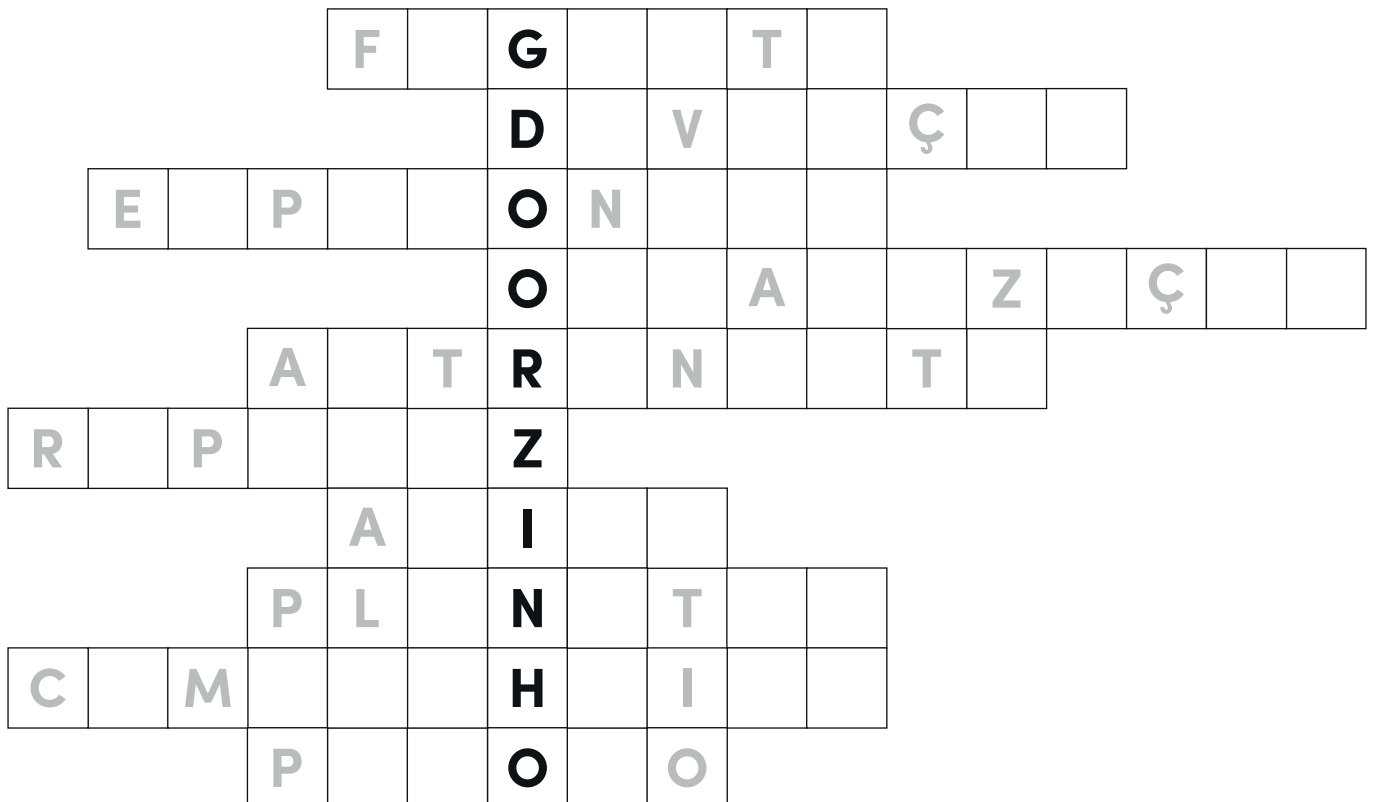 F G T
D V Ç
E P O N
O A Z Ç
A T R N T
R P Z
A I
P L N T
C M H I
P O O